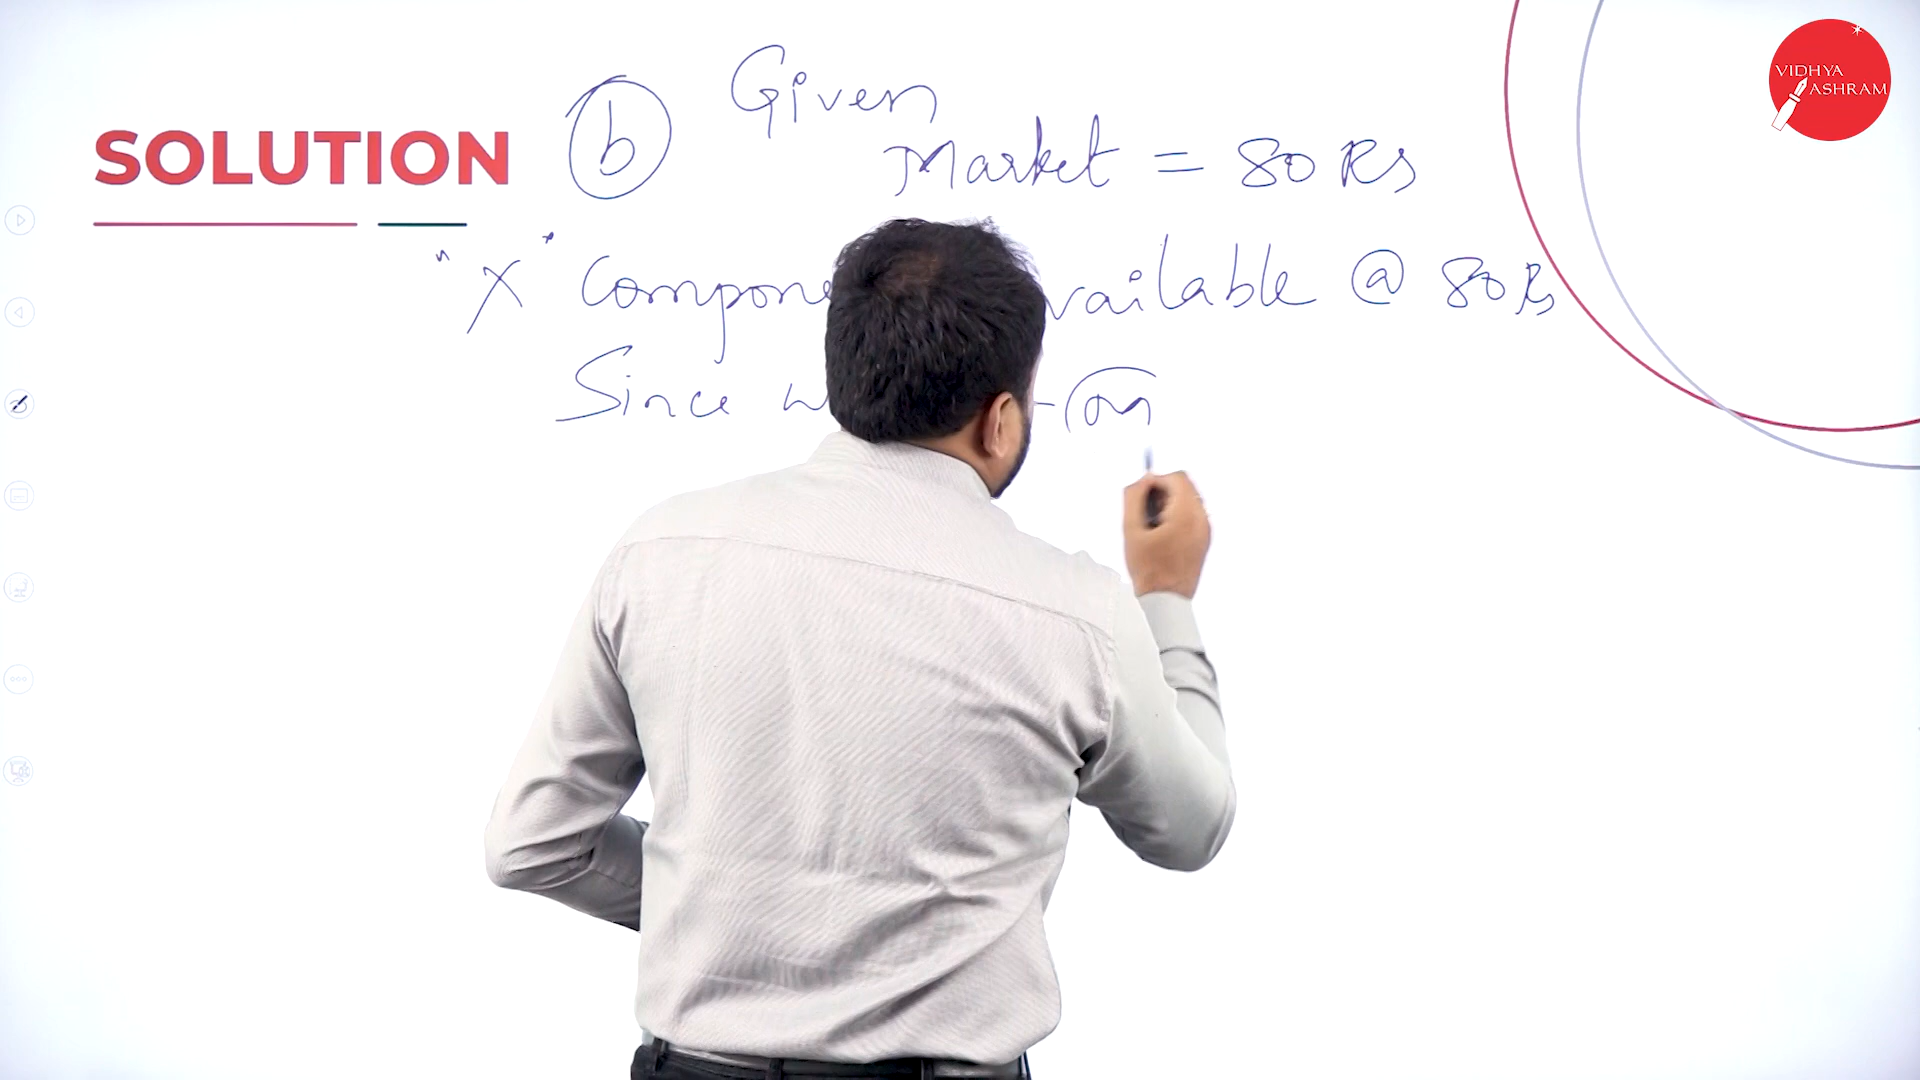 SOLUTION
b
Given
Market = 80 Rs
"X" Compone vailable @ 80 Rs
Since
VIDHYA
ASHRAM